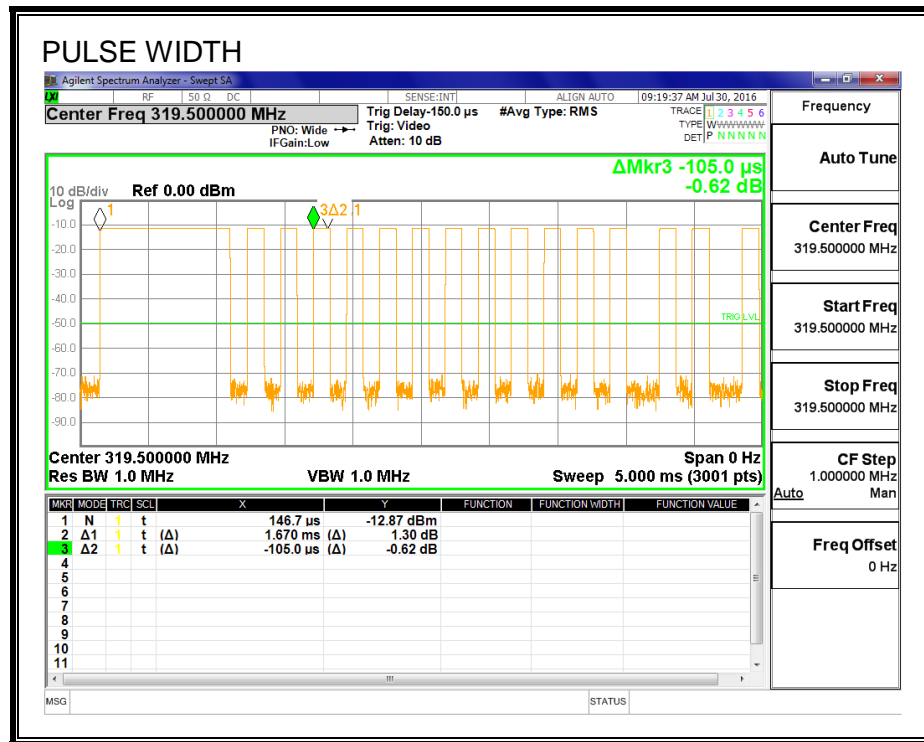 PULSE WIDTH
Agilent Spectrum Analyzer - Swept SA
LXI RF 50 Ω DC SENSE:INT ALIGN AUTO 09:19:37 AM Jul 30, 2016
Center Freq 319.500000 MHz
PNO: Wide
IFGain:Low
Trig Delay-150.0 µs
Trig: Video
Atten: 10 dB
#Avg Type: RMS
TRACE 1 2 3 4 5 6
TYPE WWWWWW
DET P N N N N N
ΔMkr3 -105.0 µs
-0.62 dB
10 dB/div Ref 0.00 dBm
Log
1
3Δ2
1
-10.0
-20.0
-30.0
-40.0
-50.0
TRIG LVL
-60.0
-70.0
-80.0
-90.0
Center 319.500000 MHz Span 0 Hz
Res BW 1.0 MHz VBW 1.0 MHz Sweep 5.000 ms (3001 pts)
MKR MODE TRC SCL X Y FUNCTION FUNCTION WIDTH FUNCTION VALUE
1 N 1 t 146.7 µs -12.87 dBm
2 Δ1 1 t (Δ) 1.670 ms (Δ) 1.30 dB
3 Δ2 1 t (Δ) -105.0 µs (Δ) -0.62 dB
4
5
6
7
8
9
10
11
MSG STATUS
Frequency
Auto Tune
Center Freq
319.500000 MHz
Start Freq
319.500000 MHz
Stop Freq
319.500000 MHz
CF Step
1.000000 MHz
Auto Man
Freq Offset
0 Hz